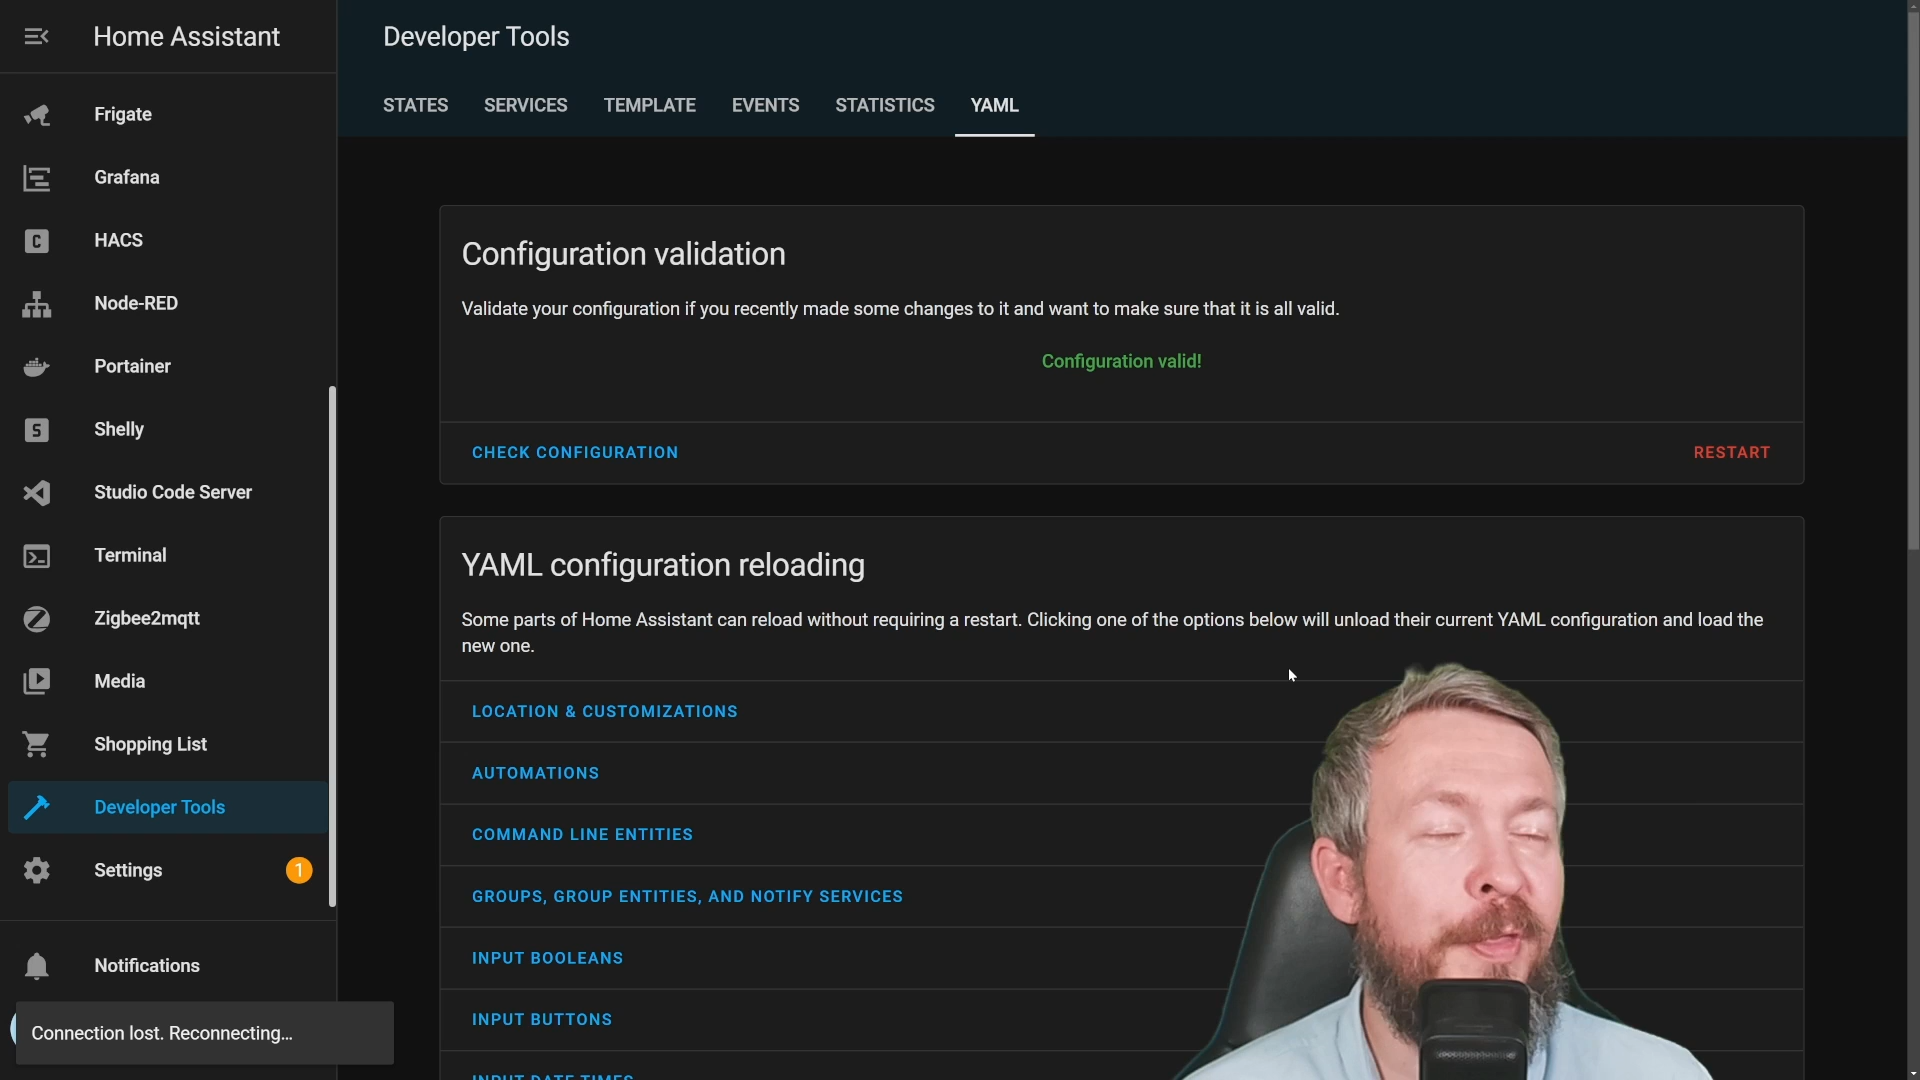 Home Assistant
Frigate
Grafana
HACS
Node-RED
Portainer
Shelly
Studio Code Server
Terminal
Zigbee2mqtt
Media
Shopping List
Developer Tools
Settings 1
Notifications
Connection lost. Reconnecting...
Developer Tools
STATES SERVICES TEMPLATE EVENTS STATISTICS YAML
Configuration validation
Validate your configuration if you recently made some changes to it and want to make sure that it is all valid.
Configuration valid!
CHECK CONFIGURATION RESTART
YAML configuration reloading
Some parts of Home Assistant can reload without requiring a restart. Clicking one of the options below will unload their current YAML configuration and load the
new one.
LOCATION & CUSTOMIZATIONS
AUTOMATIONS
COMMAND LINE ENTITIES
GROUPS, GROUP ENTITIES, AND NOTIFY SERVICES
INPUT BOOLEANS
INPUT BUTTONS
INPUT DATE TIMES